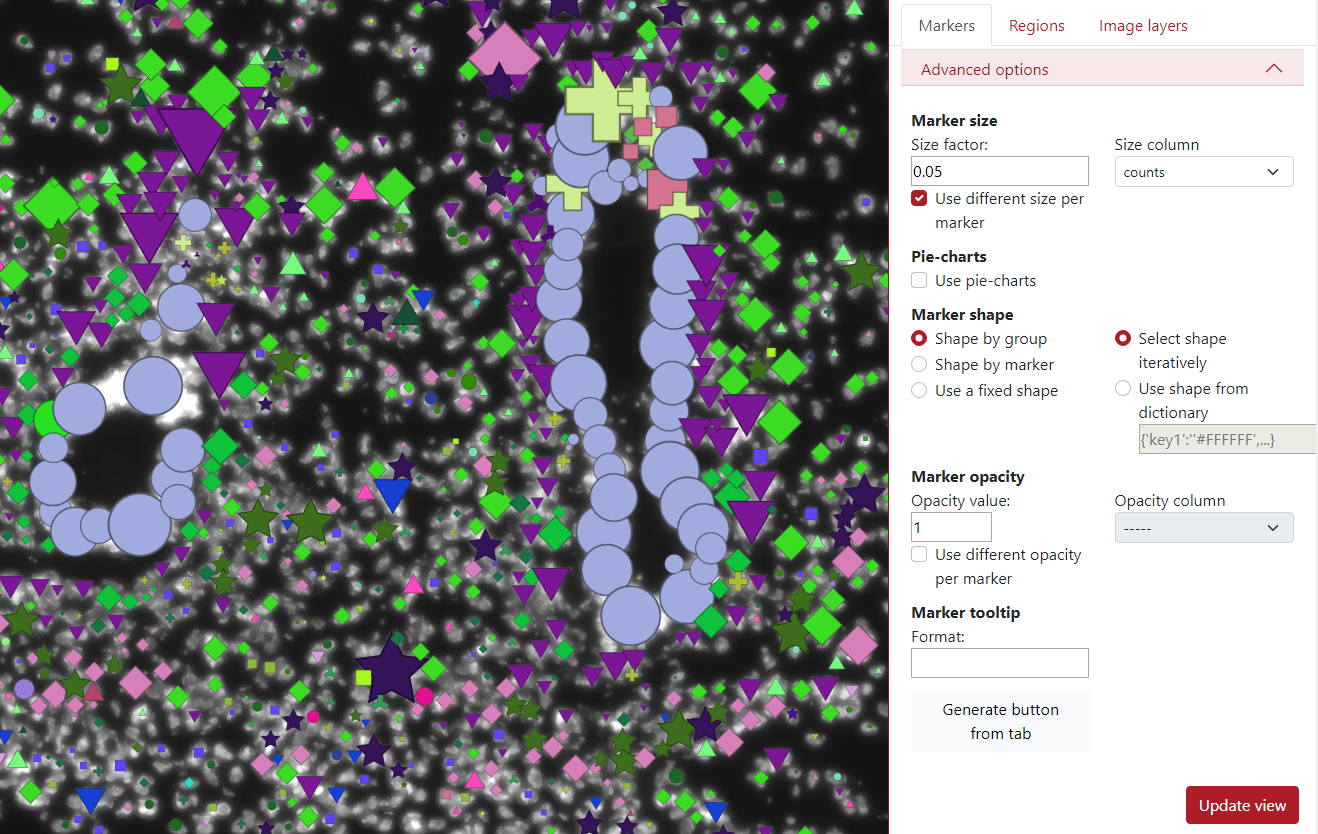 Markers
Regions
Image layers
Advanced options
Marker size
Size factor:
Size column
0.05
counts
Use different size per
marker
Pie-charts
Use pie-charts
Marker shape
Shape by group
Select shape
iteratively
Shape by marker
Use a fixed shape
Use shape from
dictionary
{'key1':''#FFFFFF',...}
Marker opacity
Opacity value:
Opacity column
1
-----
Use different opacity
per marker
Marker tooltip
Format:
Generate button
from tab
Update view